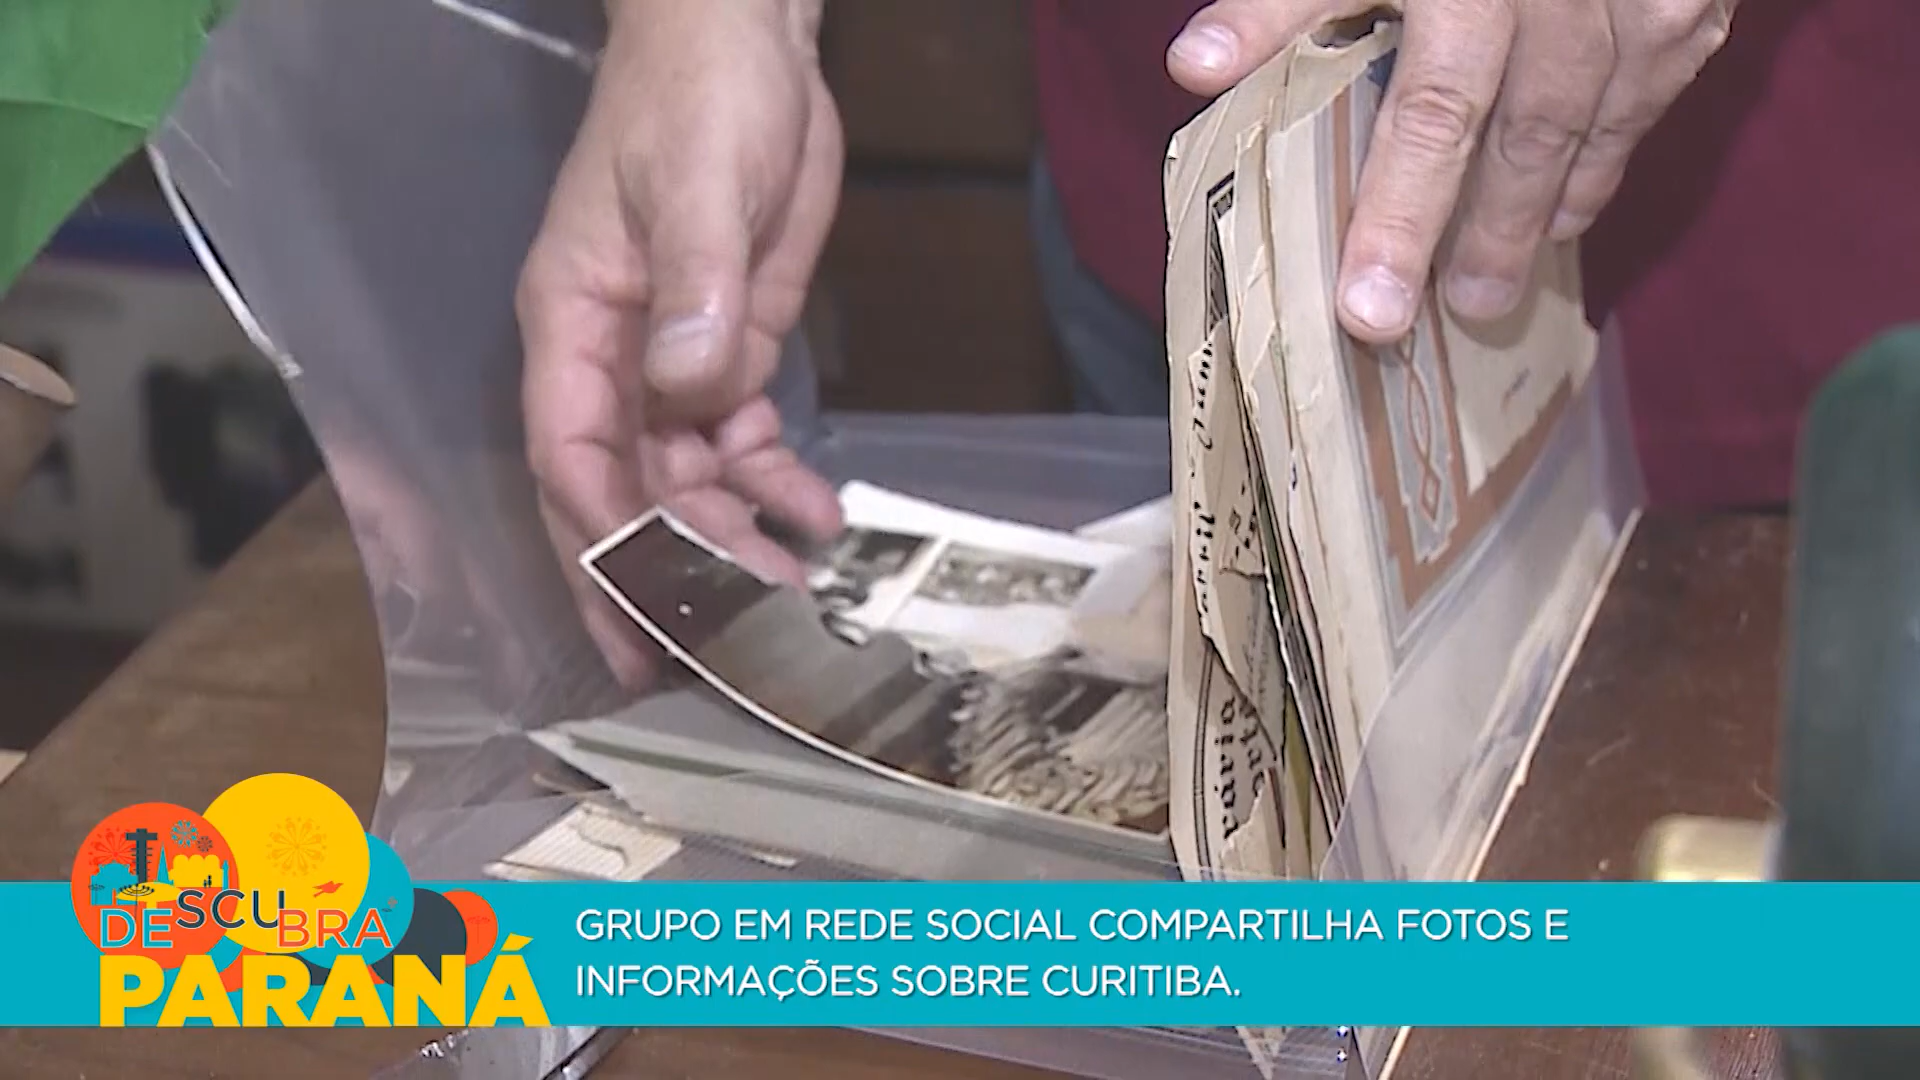 DESCUBRA
PARANÁ
GRUPO EM REDE SOCIAL COMPARTILHA FOTOS E
INFORMAÇÕES SOBRE CURITIBA.